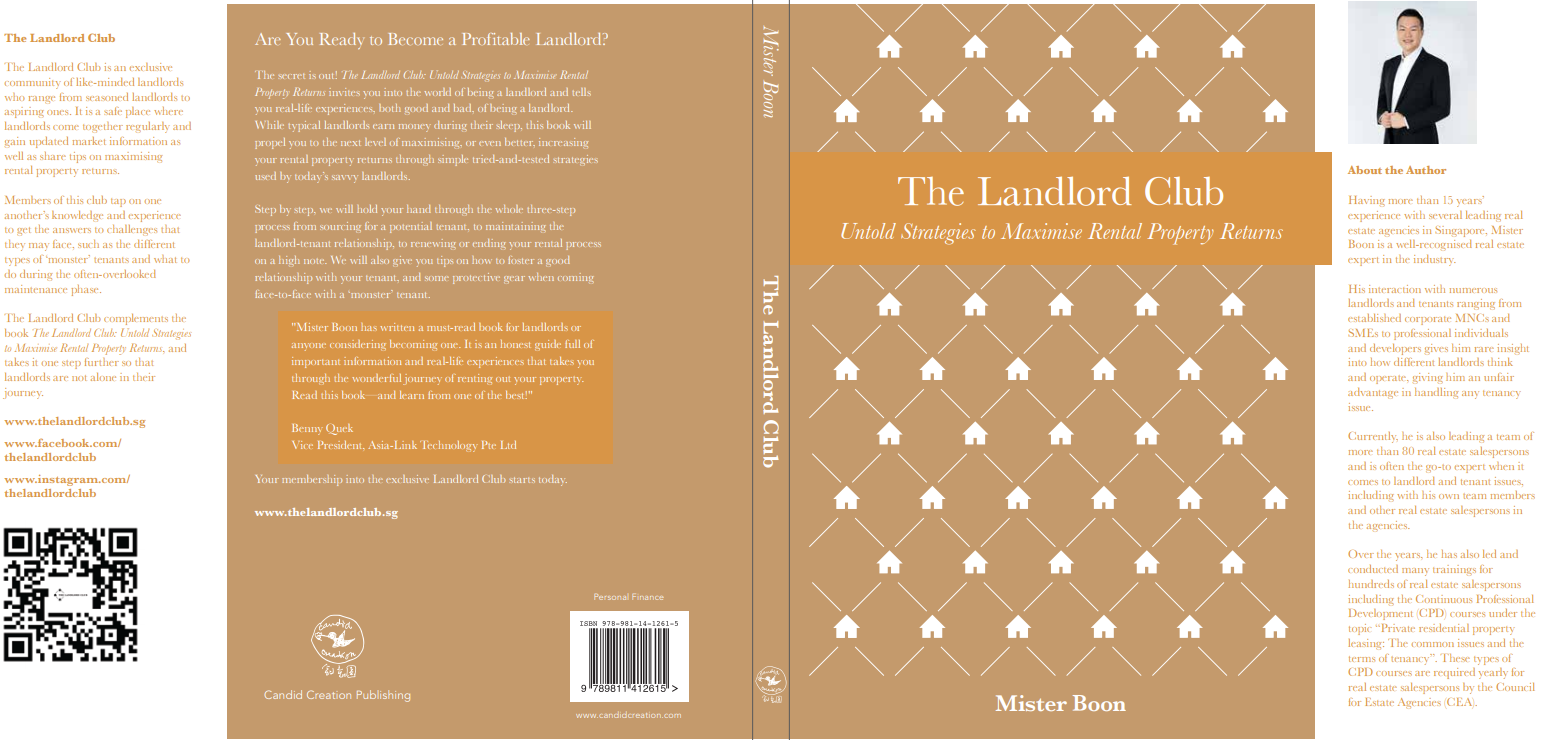 The Landlord Club
The Landlord Club is an exclusive
community of like-minded landlords
who range from seasoned landlords to
aspiring ones. It is a safe place where
landlords come together regularly and
gain updated market information as
well as share tips on maximising
rental property returns.
Members of this club tap on one
another's knowledge and experience
to get the answers to challenges that
they may face, such as the different
types of 'monster' tenants and what to
do during the often-overlooked
maintenance phase.
The Landlord Club complements the
book The Landlord Club: Untold Strategies
to Maximise Rental Property Returns, and
takes it one step further so that
landlords are not alone in their
journey.
www.thelandlordclub.sg
www.facebook.com/
thelandlordclub
www.instagram.com/
thelandlordclub
Are You Ready to Become a Profitable Landlord?
The secret is out! The Landlord Club: Untold Strategies to Maximise Rental
Property Returns invites you into the world of being a landlord and tells
you real-life experiences, both good and bad, of being a landlord.
While typical landlords earn money during their sleep, this book will
propel you to the next level of maximising, or even better, increasing
your rental property returns through simple tried-and-tested strategies
used by today's savvy landlords.
Step by step, we will hold your hand through the whole three-step
process from sourcing for a potential tenant, to maintaining the
landlord-tenant relationship, to renewing or ending your rental process
on a high note. We will also give you tips on how to foster a good
relationship with your tenant, and some protective gear when coming
face-to-face with a 'monster' tenant.
"Mister Boon has written a must-read book for landlords or
anyone considering becoming one. It is an honest guide full of
important information and real-life experiences that takes you
through the wonderful journey of renting out your property.
Read this book—and learn from one of the best!"
Benny Quek
Vice President, Asia-Link Technology Pte Ltd
Your membership into the exclusive Landlord Club starts today.
www.thelandlordclub.sg
candid
creation
Candid Creation Publishing
Personal Finance
ISBN 978-981-14-1261-5
9 789811 412615 >
www.candidcreation.com
Mister Boon
The Landlord Club
The Landlord Club
Untold Strategies to Maximise Rental Property Returns
Mister Boon
About the Author
Having more than 15 years'
experience with several leading real
estate agencies in Singapore, Mister
Boon is a well-recognised real estate
expert in the industry.
His interaction with numerous
landlords and tenants ranging from
established corporate MNCs and
SMEs to professional individuals
and developers gives him rare insight
into how different landlords think
and operate, giving him an unfair
advantage in handling any tenancy
issue.
Currently, he is also leading a team of
more than 80 real estate salespersons
and is often the go-to expert when it
comes to landlord and tenant issues,
including with his own team members
and other real estate salespersons in
the agencies.
Over the years, he has also led and
conducted many trainings for
hundreds of real estate salespersons
including the Continuous Professional
Development (CPD) courses under the
topic "Private residential property
leasing: The common issues and the
terms of tenancy". These types of
CPD courses are required yearly for
real estate salespersons by the Council
for Estate Agencies (CEA).